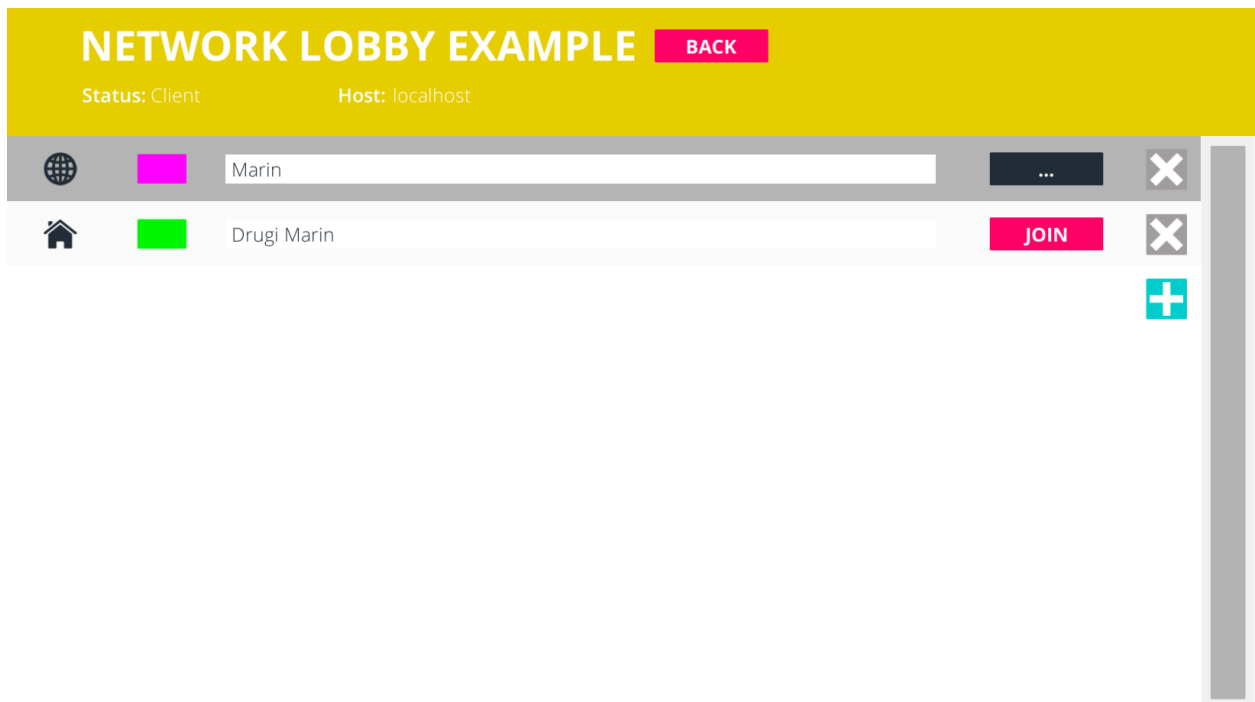 NETWORK LOBBY EXAMPLE BACK
Status: Client Host: localhost
Marin ...
Drugi Marin JOIN